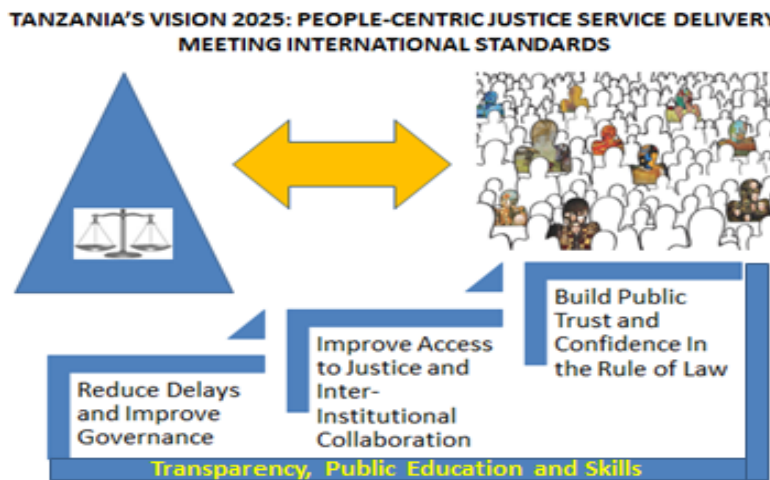 TANZANIA'S VISION 2025: PEOPLE-CENTRIC JUSTICE SERVICE DELIVERY
MEETING INTERNATIONAL STANDARDS
Reduce Delays
and Improve
Governance
Improve Access
to Justice and
Inter-
Institutional
Collaboration
Build Public
Trust and
Confidence In
the Rule of Law
Transparency, Public Education and Skills